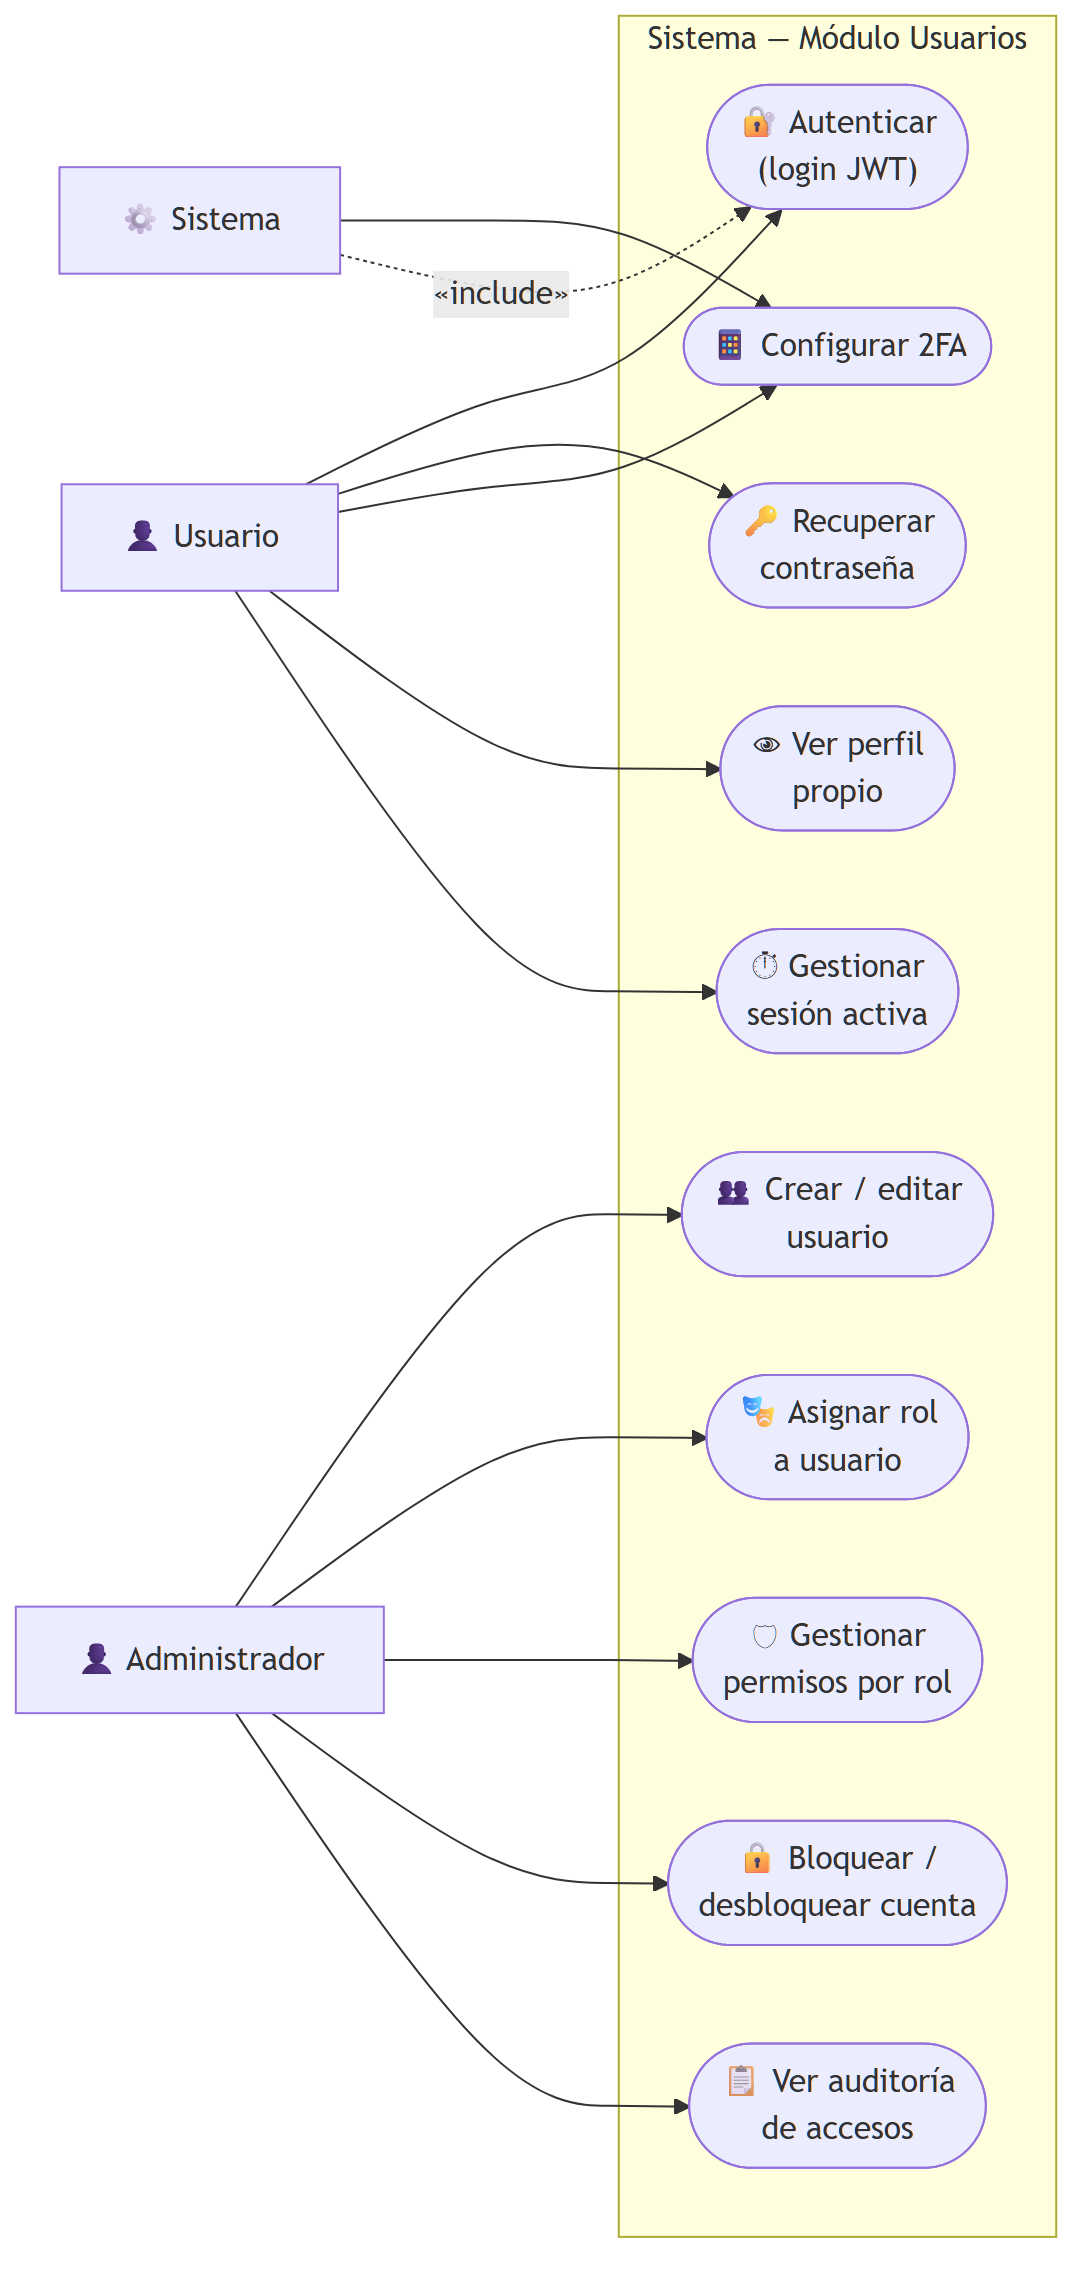 Sistema — Módulo Usuarios
🔐 Autenticar
(login JWT)
⚙️ Sistema
«include»
📱 Configurar 2FA
👤 Usuario
🔑 Recuperar
contraseña
👁 Ver perfil
propio
⏱ Gestionar
sesión activa
👥 Crear / editar
usuario
🎭 Asignar rol
a usuario
👤 Administrador
🛡 Gestionar
permisos por rol
🔒 Bloquear /
desbloquear cuenta
📋 Ver auditoría
de accesos